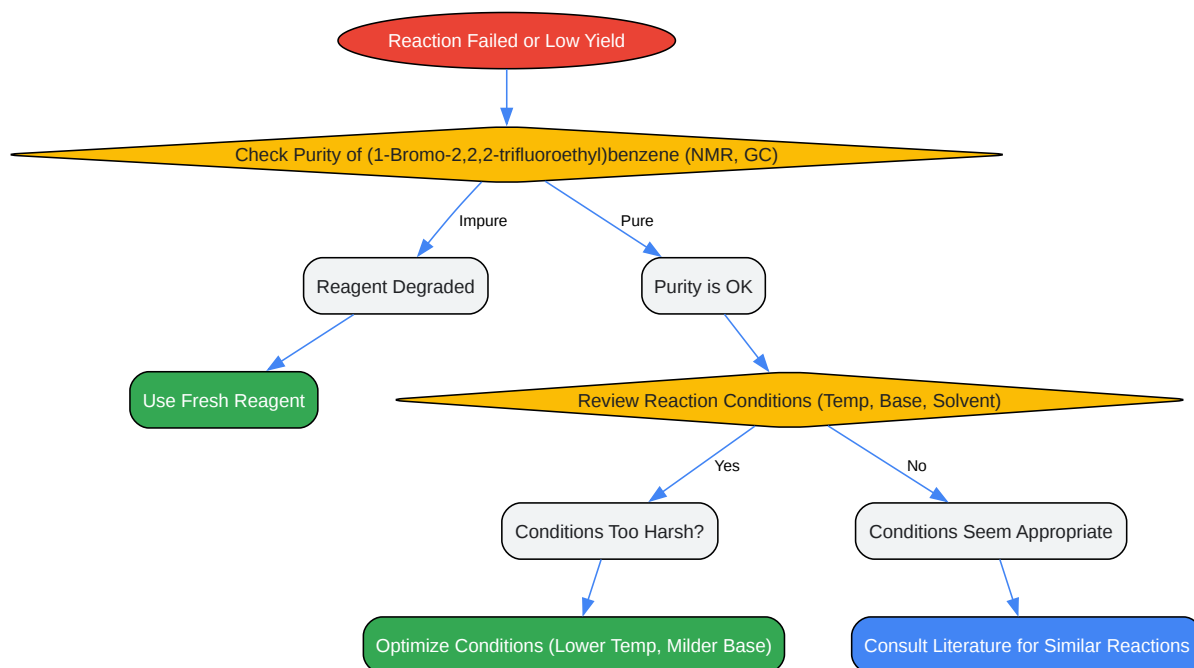 Reaction Failed or Low Yield
Check Purity of (1-Bromo-2,2,2-trifluoroethyl)benzene (NMR, GC)
Impure
Pure
Reagent Degraded
Purity is OK
Use Fresh Reagent
Review Reaction Conditions (Temp, Base, Solvent)
Yes
No
Conditions Too Harsh?
Conditions Seem Appropriate
Optimize Conditions (Lower Temp, Milder Base)
Consult Literature for Similar Reactions